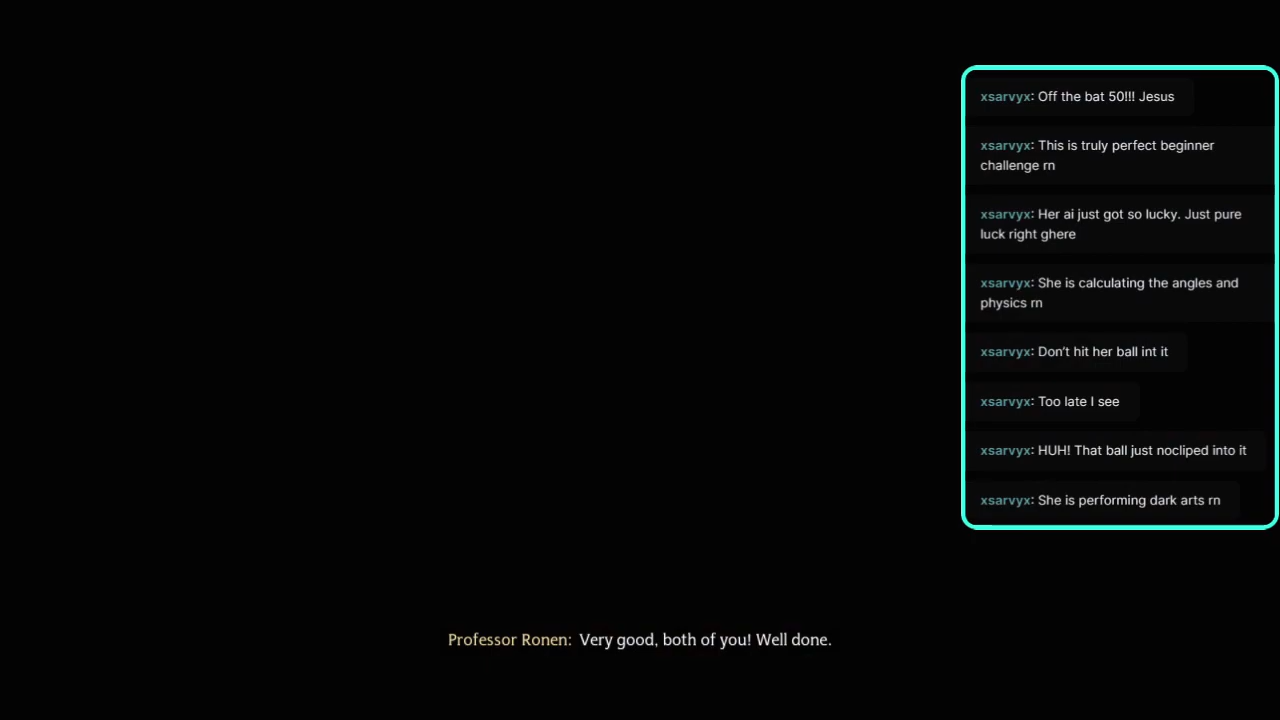 xsarvyx: Off the bat 50!!! Jesus
xsarvyx: This is truly perfect beginner
challenge rn
xsarvyx: Her ai just got so lucky. Just pure
luck right ghere
xsarvyx: She is calculating the angles and
physics rn
xsarvyx: Don't hit her ball int it
xsarvyx: Too late I see
xsarvyx: HUH! That ball just nocliped into it
xsarvyx: She is performing dark arts rn
Professor Ronen: Very good, both of you! Well done.